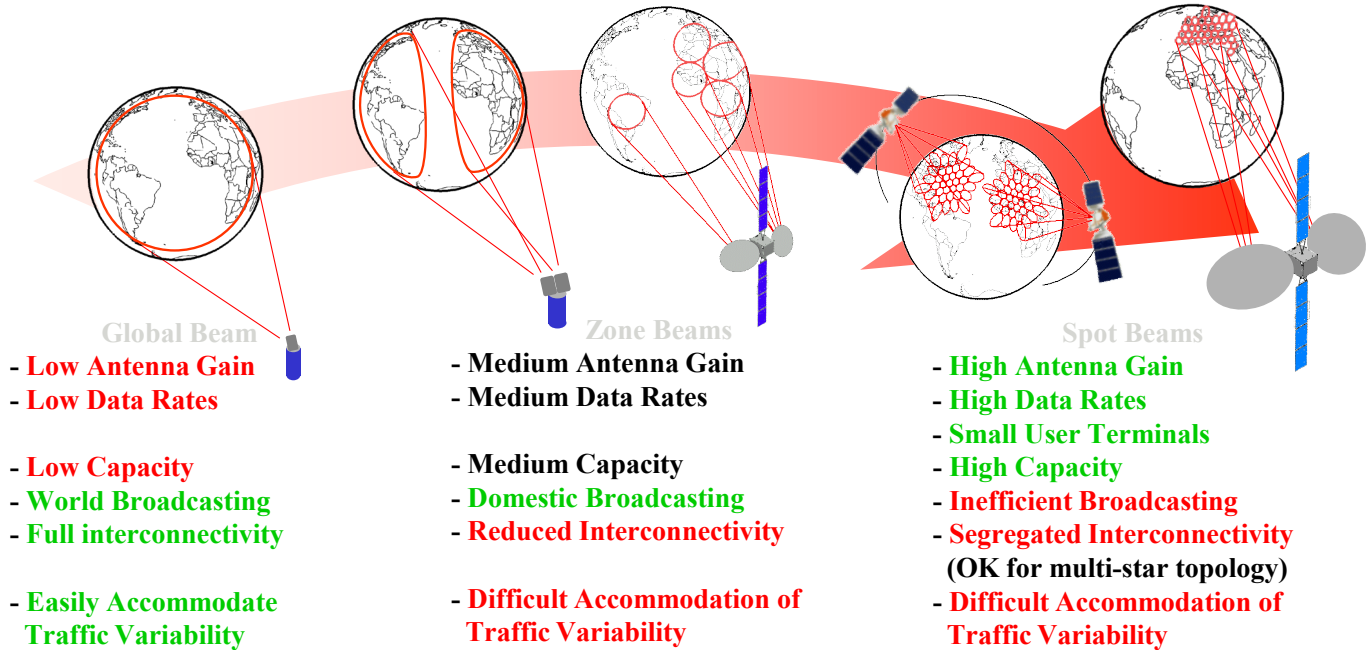 Global Beam
- Low Antenna Gain
- Low Data Rates
- Low Capacity
- World Broadcasting
- Full interconnectivity
- Easily Accommodate
Traffic Variability
Zone Beams
- Medium Antenna Gain
- Medium Data Rates
- Medium Capacity
- Domestic Broadcasting
- Reduced Interconnectivity
- Difficult Accommodation of
Traffic Variability
Spot Beams
- High Antenna Gain
- High Data Rates
- Small User Terminals
- High Capacity
- Inefficient Broadcasting
- Segregated Interconnectivity
(OK for multi-star topology)
- Difficult Accommodation of
Traffic Variability